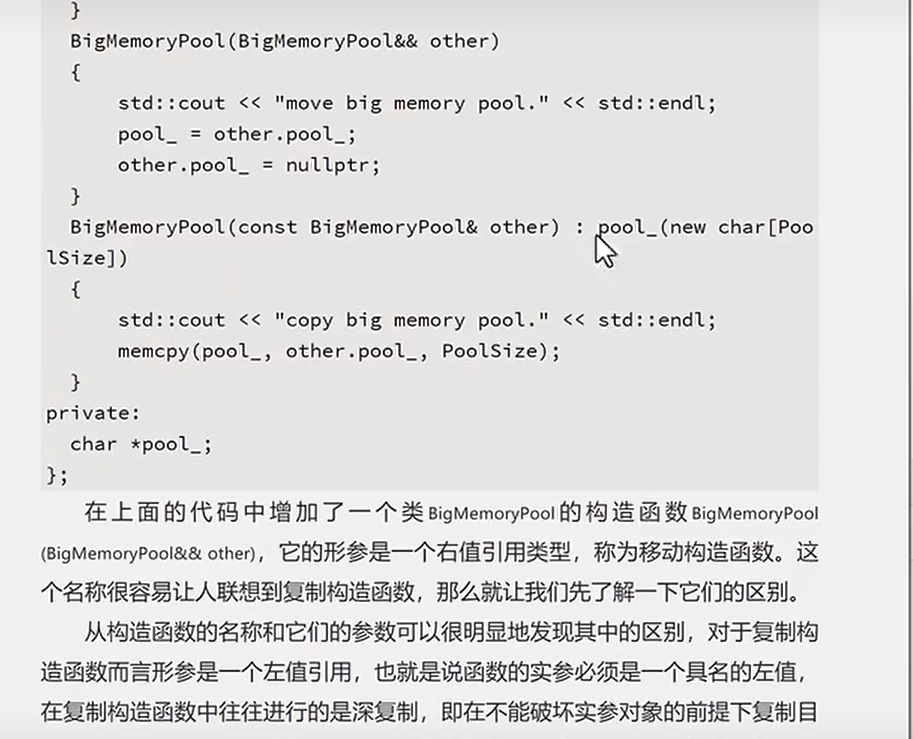 }
BigMemoryPool(BigMemoryPool&& other)
{
std::cout << "move big memory pool." << std::endl;
pool_ = other.pool_;
other.pool_ = nullptr;
}
BigMemoryPool(const BigMemoryPool& other) : pool_(new char[Poo
lSize])
{
std::cout << "copy big memory pool." << std::endl;
memcpy(pool_, other.pool_, PoolSize);
}
private:
char *pool_;
};
在上面的代码中增加了一个类BigMemoryPool的构造函数BigMemoryPool
(BigMemoryPool&& other)，它的形参是一个右值引用类型，称为移动构造函数。这
个名称很容易让人联想到复制构造函数，那么就让我们先了解一下它们的区别。
从构造函数的名称和它们的参数可以很明显地发现其中的区别，对于复制构
造函数而言形参是一个左值引用，也就是说函数的实参必须是一个具名的左值，
在复制构造函数中往往进行的是深复制，即在不能破坏实参对象的前提下复制目